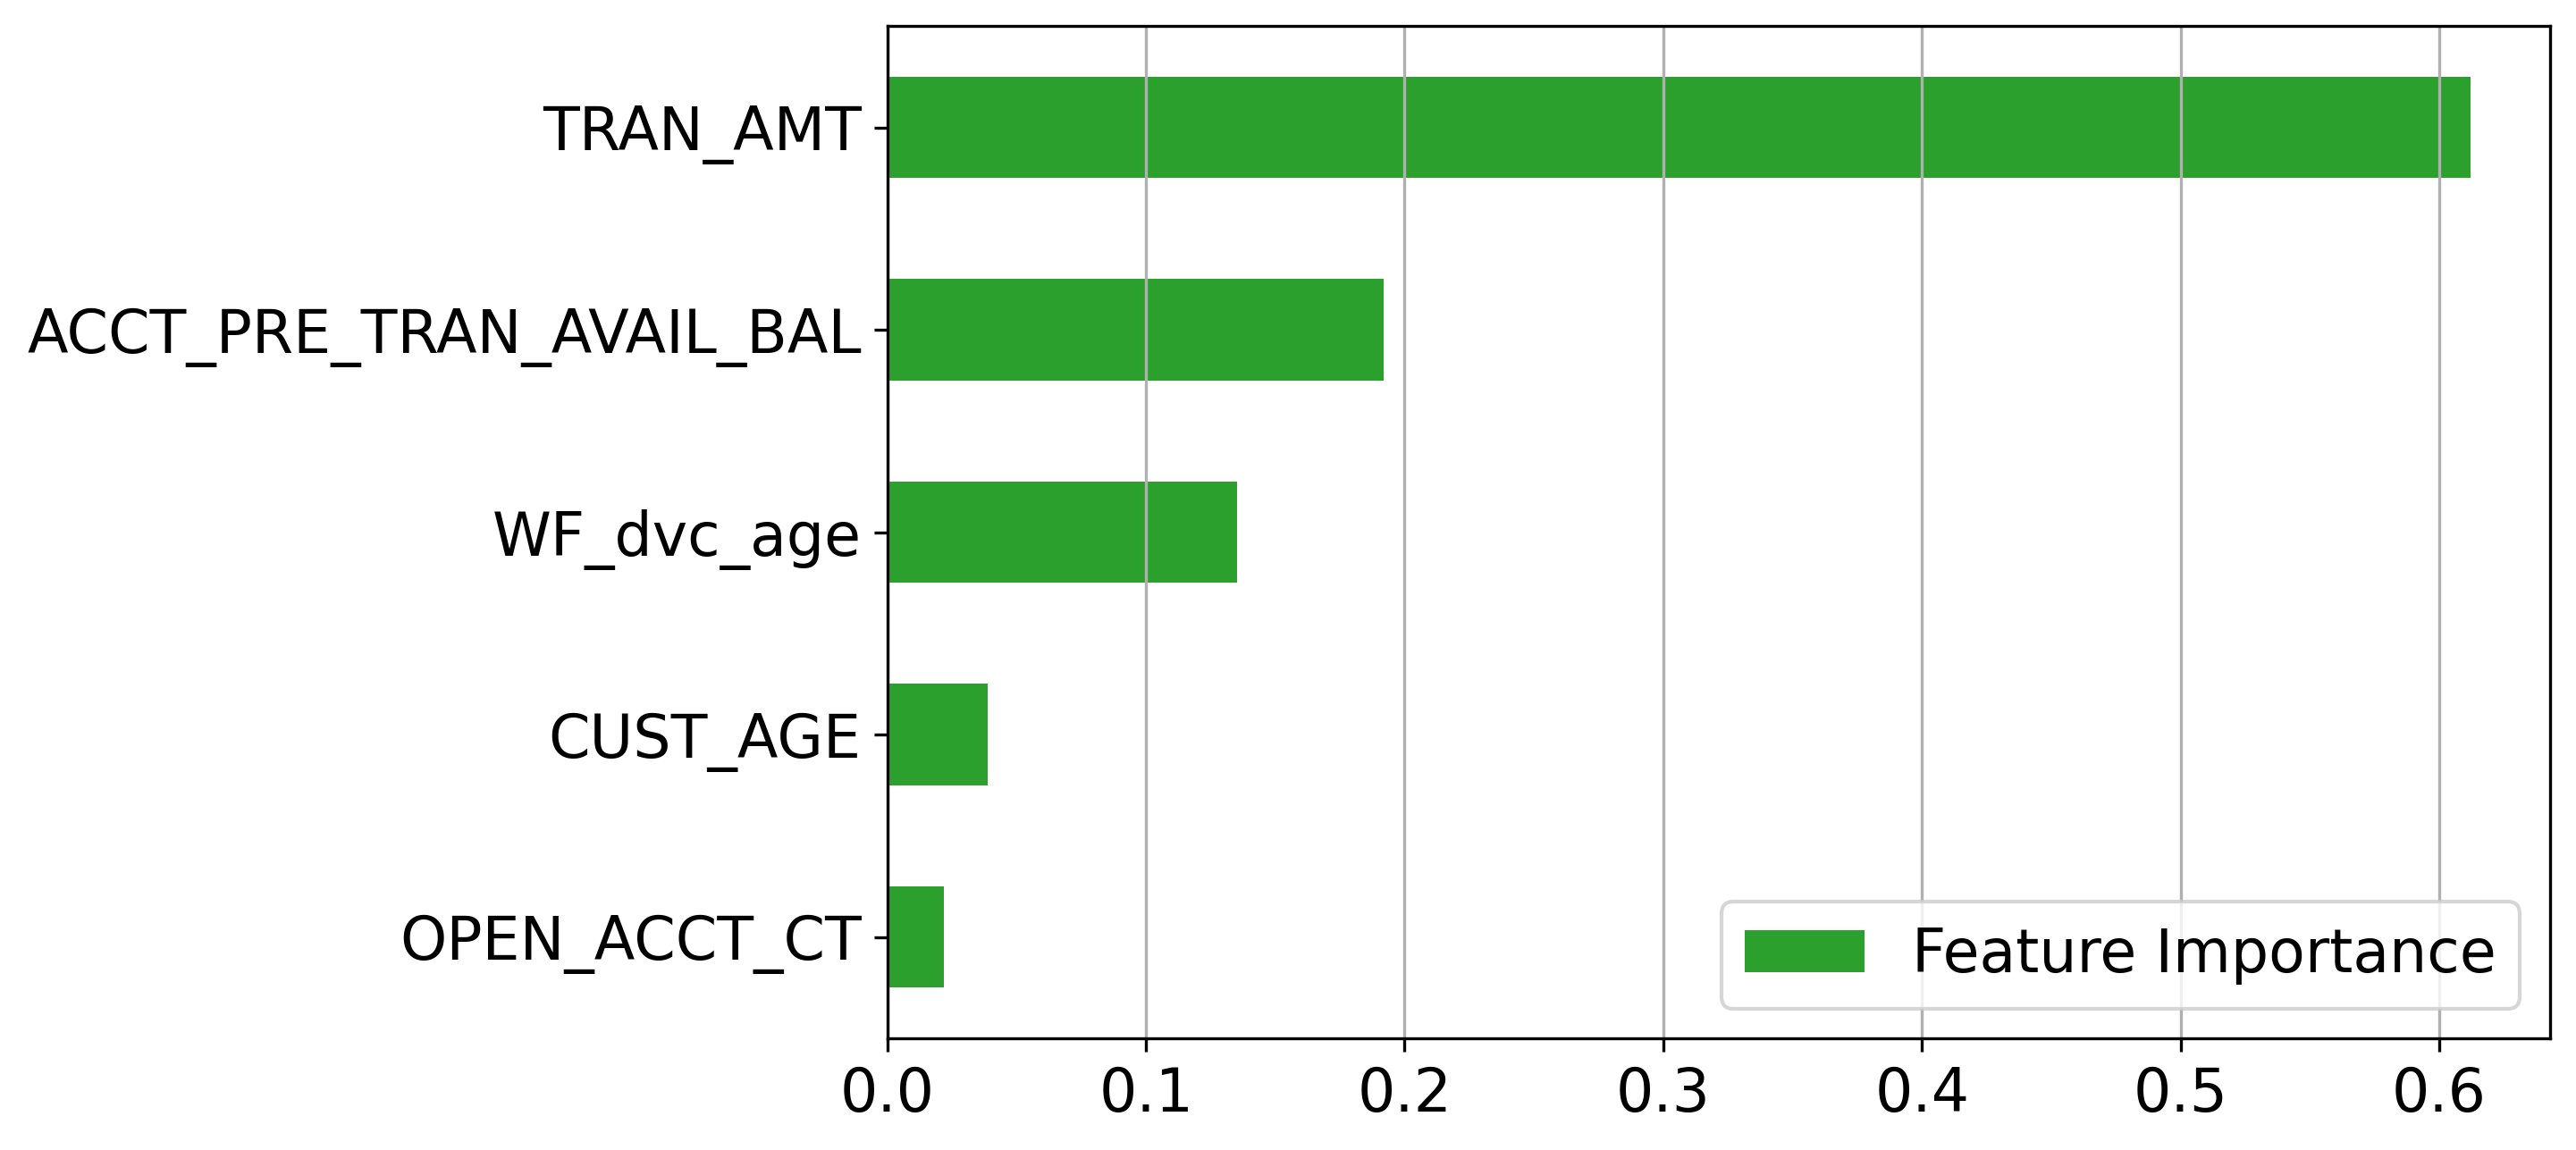 TRAN_AMT
ACCT_PRE_TRAN_AVAIL_BAL
WF_dvc_age
CUST_AGE
OPEN_ACCT_CT
Feature Importance
0.0 0.1 0.2 0.3 0.4 0.5 0.6